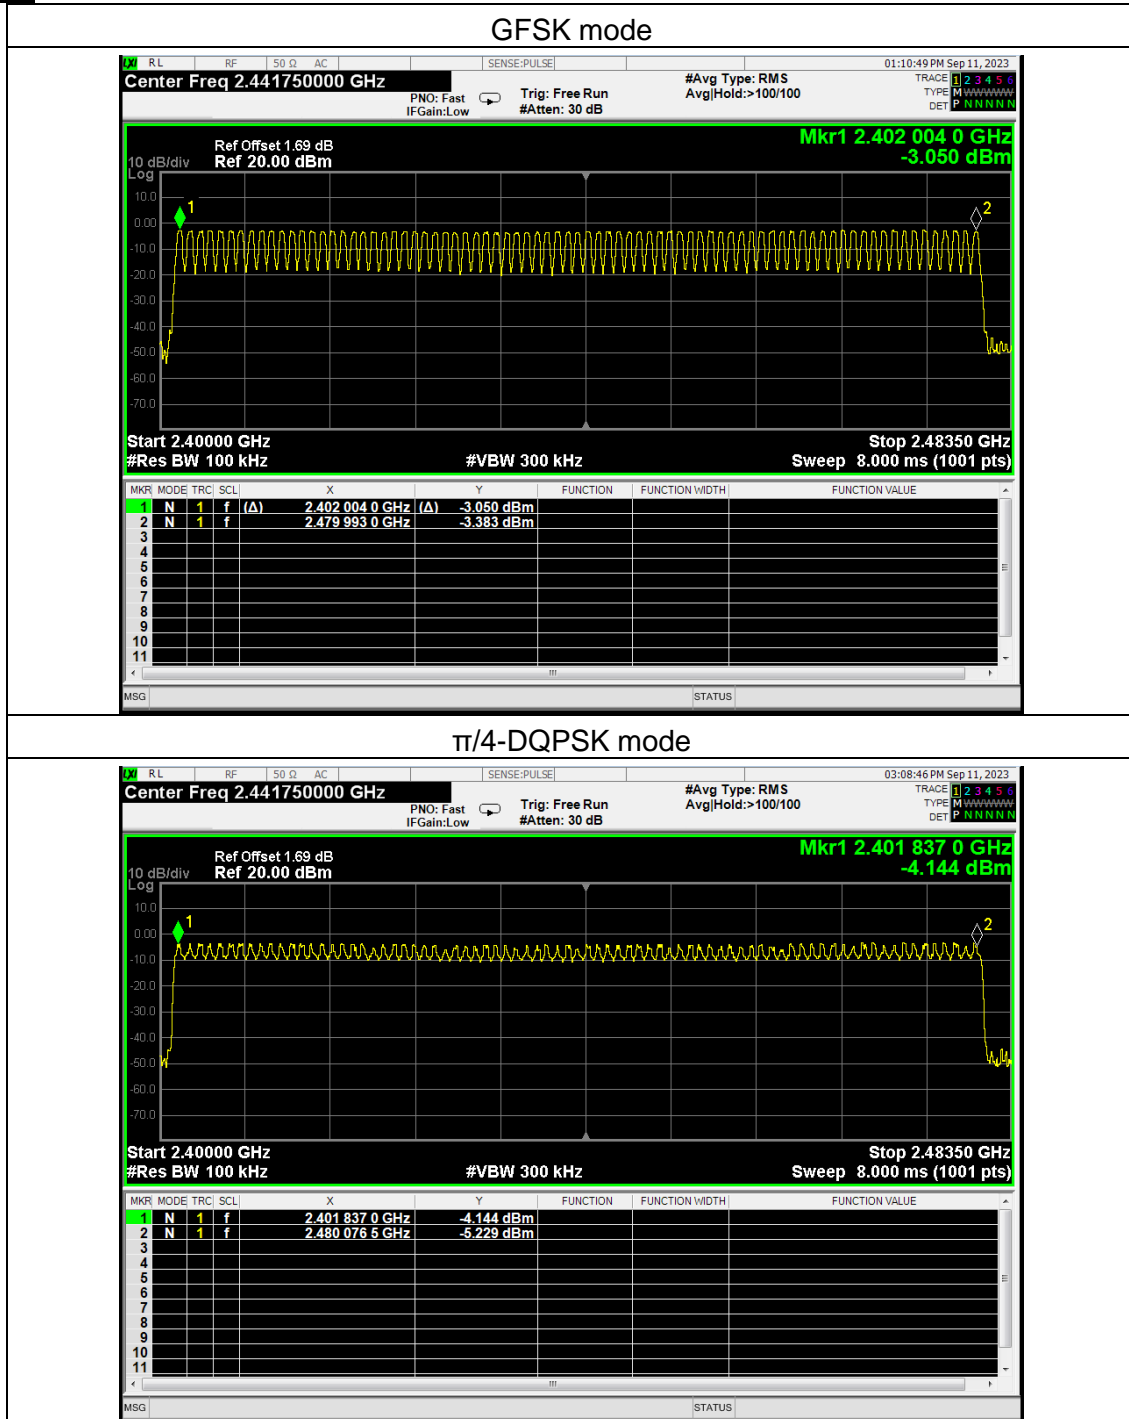 GFSK mode
LXI RL RF 50 Ω AC SENSE:PULSE 01:10:49 PM Sep 11, 2023
Center Freq 2.441750000 GHz #Avg Type: RMS TRACE 1 2 3 4 5 6
PNO: Fast Trig: Free Run Avg|Hold:>100/100 TYPE M WWWWW
IFGain:Low #Atten: 30 dB DET P N N N N N
Mkr1 2.402 004 0 GHz
Ref Offset 1.69 dB
10 dB/div Ref 20.00 dBm -3.050 dBm
Log
10.0
1 2
0.00
-10.0
-20.0
-30.0
-40.0
-50.0
-60.0
-70.0
Start 2.40000 GHz Stop 2.48350 GHz
#Res BW 100 kHz #VBW 300 kHz Sweep 8.000 ms (1001 pts)
MKR MODE TRC SCL X Y FUNCTION FUNCTION WIDTH FUNCTION VALUE
1 N 1 f (Δ) 2.402 004 0 GHz (Δ) -3.050 dBm
2 N 1 f 2.479 993 0 GHz -3.383 dBm
3
4
5
6
7
8
9
10
11
MSG STATUS
π/4-DQPSK mode
LXI RL RF 50 Ω AC SENSE:PULSE 03:08:46 PM Sep 11, 2023
Center Freq 2.441750000 GHz #Avg Type: RMS TRACE 1 2 3 4 5 6
PNO: Fast Trig: Free Run Avg|Hold:>100/100 TYPE M WWWWW
IFGain:Low #Atten: 30 dB DET P N N N N N
Mkr1 2.401 837 0 GHz
Ref Offset 1.69 dB
10 dB/div Ref 20.00 dBm -4.144 dBm
Log
10.0
1 2
0.00
-10.0
-20.0
-30.0
-40.0
-50.0
-60.0
-70.0
Start 2.40000 GHz Stop 2.48350 GHz
#Res BW 100 kHz #VBW 300 kHz Sweep 8.000 ms (1001 pts)
MKR MODE TRC SCL X Y FUNCTION FUNCTION WIDTH FUNCTION VALUE
1 N 1 f 2.401 837 0 GHz -4.144 dBm
2 N 1 f 2.480 076 5 GHz -5.229 dBm
3
4
5
6
7
8
9
10
11
MSG STATUS